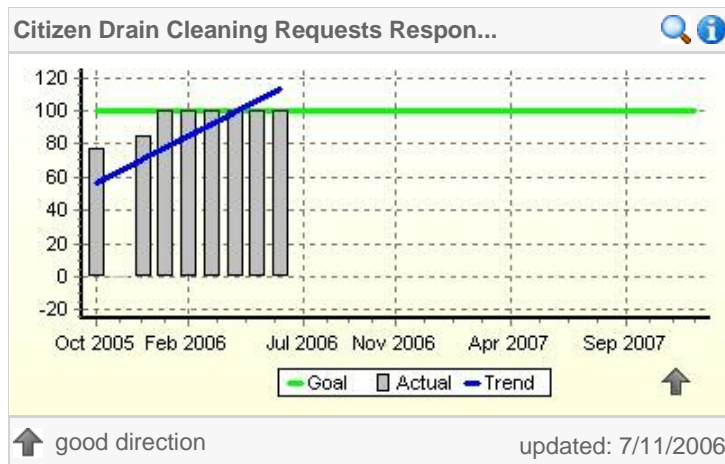 Citizen Drain Cleaning Requests Respon...
120
100
80
60
40
20
0
-20
Oct 2005 Feb 2006 Jul 2006 Nov 2006 Apr 2007 Sep 2007
Goal Actual Trend
good direction
updated: 7/11/2006